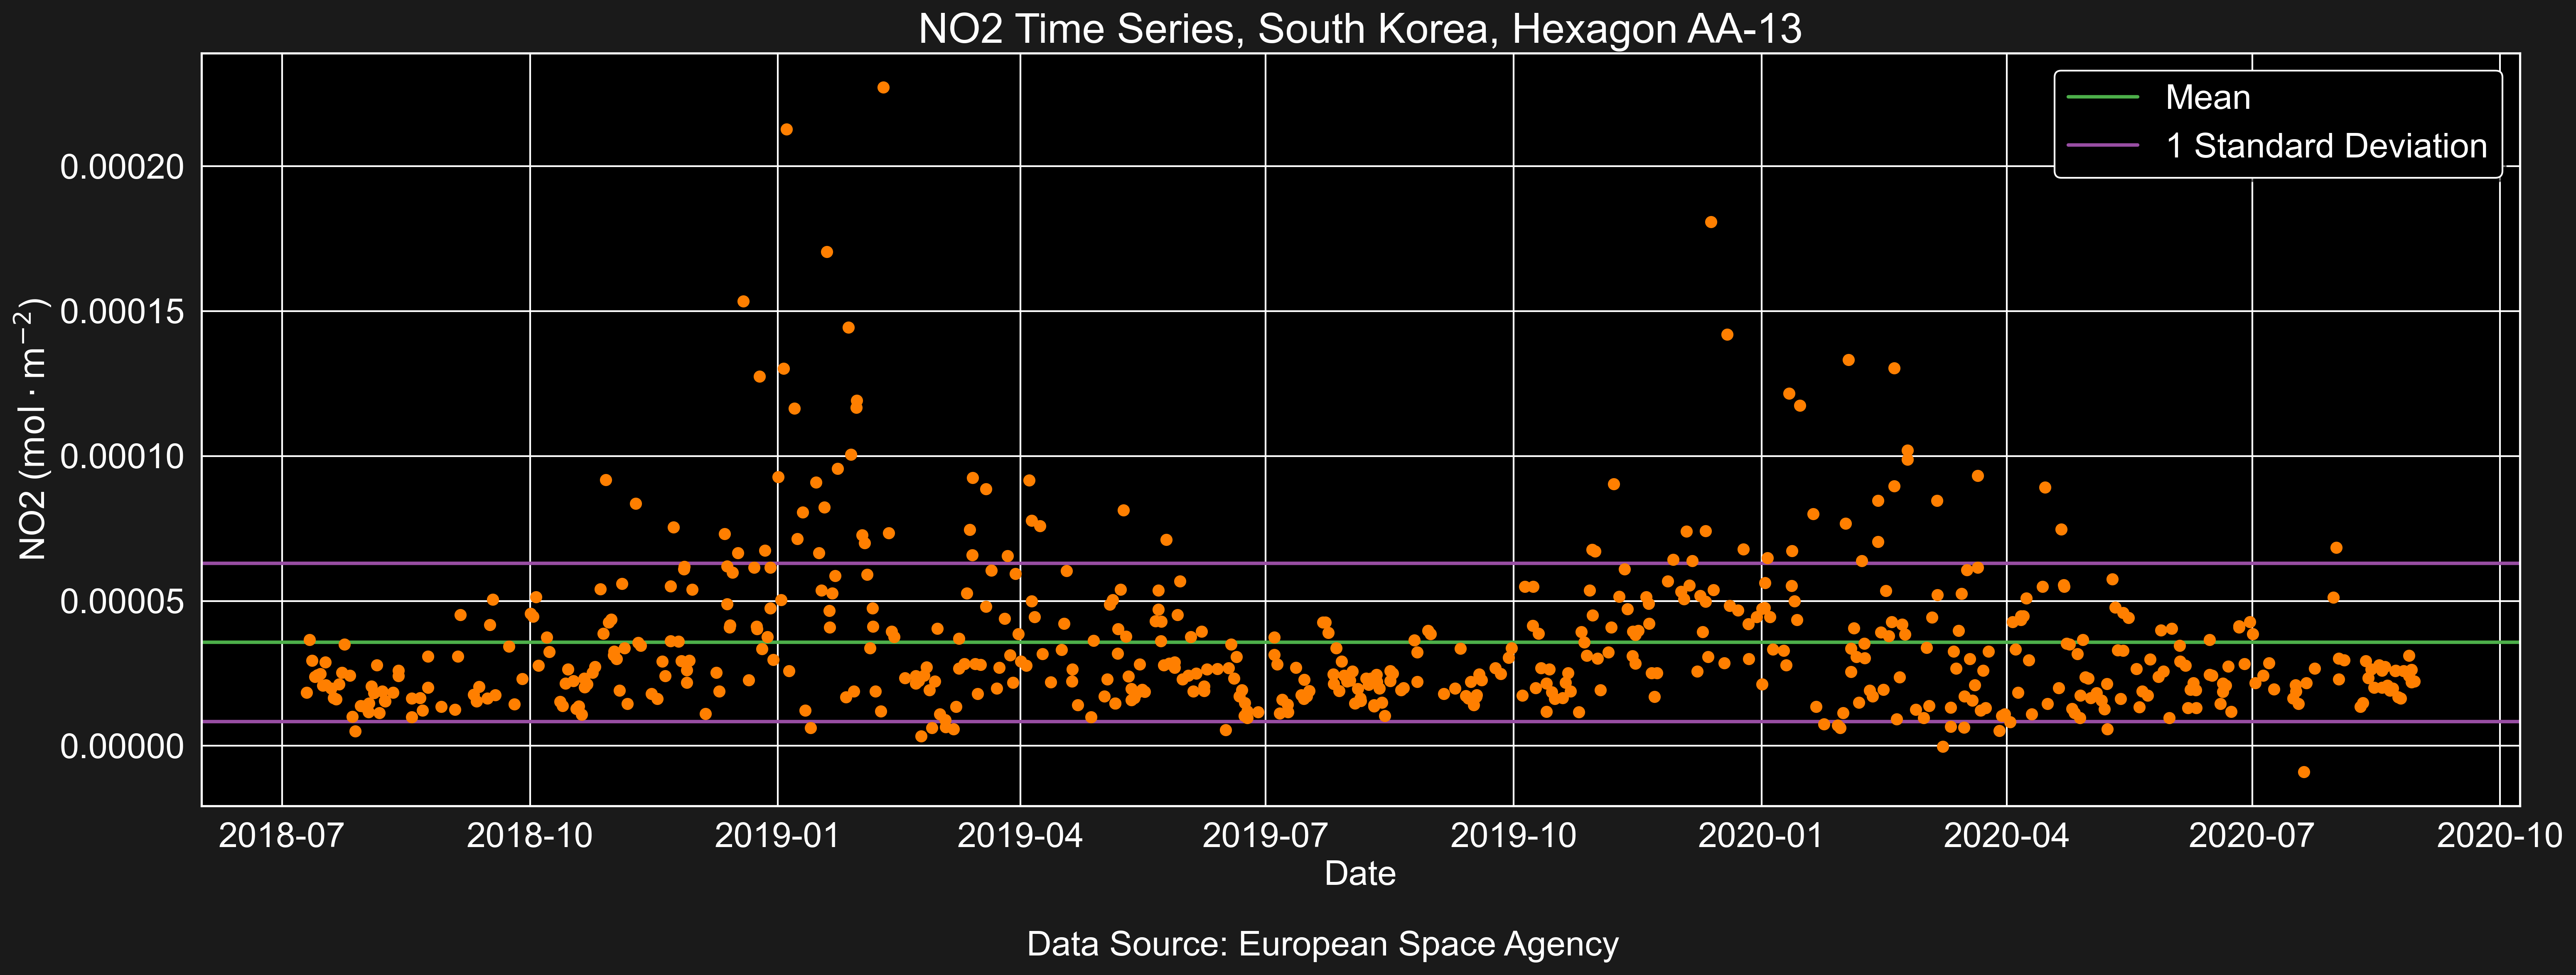 NO2 Time Series, South Korea, Hexagon AA-13
Mean
1 Standard Deviation
NO2 (mol · m⁻²)
0.00020
0.00015
0.00010
0.00005
0.00000
2018-07 2018-10 2019-01 2019-04 2019-07 2019-10 2020-01 2020-04 2020-07 2020-10
Date
Data Source: European Space Agency